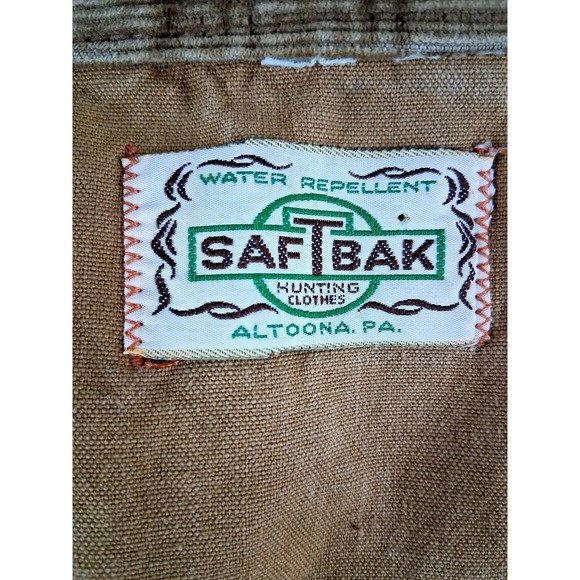 WATER REPELLENT
SAFTBAK
HUNTING
CLOTHES
ALTOONA, PA.